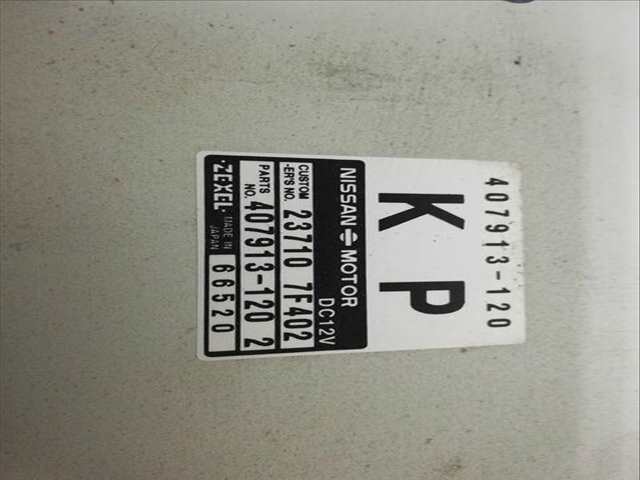 407913-120
KP
NISSAN MOTOR DC12V
CUSTOM -ER'S NO. 23710 7F402
PARTS NO. 407913-120 2
ZEXEL MADE IN JAPAN 66520